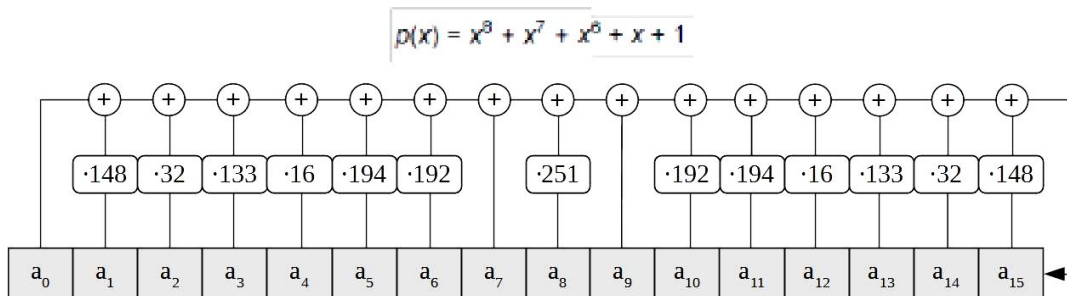 p(x) = x⁸ + x⁷ + x⁶ + x + 1
+ + + + + + + + + + + + + + +
·148 ·32 ·133 ·16 ·194 ·192 ·251 ·192 ·194 ·16 ·133 ·32 ·148
a₀ a₁ a₂ a₃ a₄ a₅ a₆ a₇ a₈ a₉ a₁₀ a₁₁ a₁₂ a₁₃ a₁₄ a₁₅